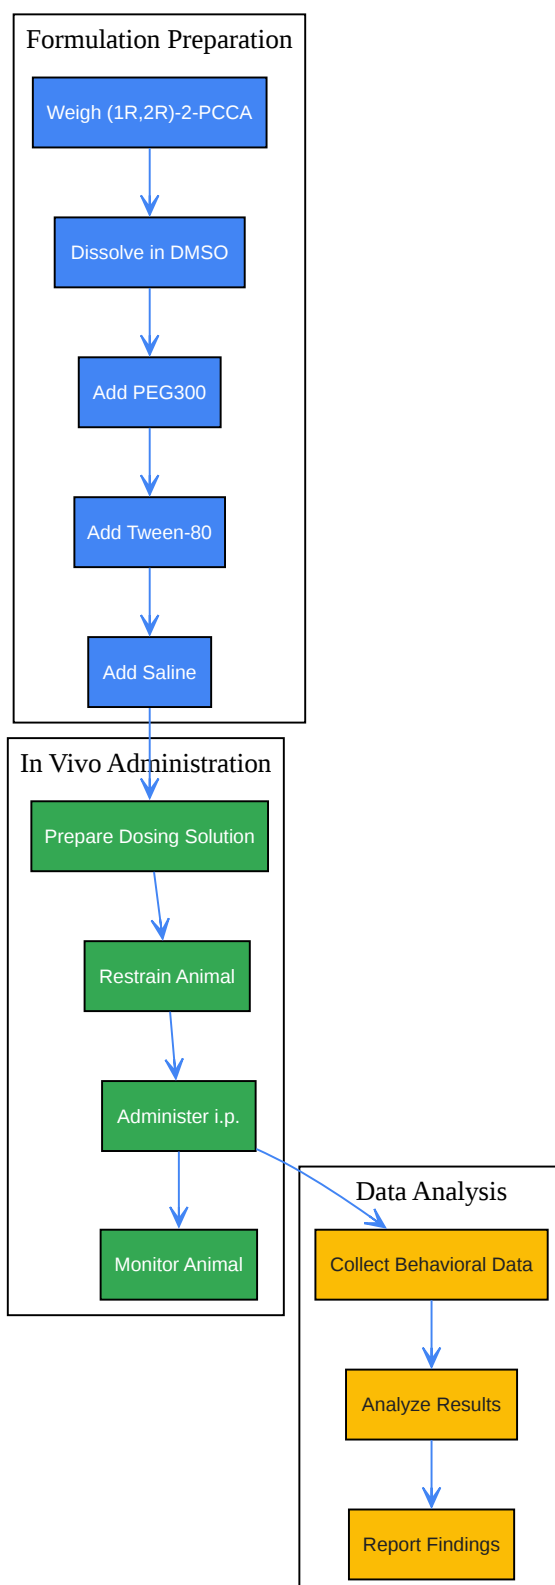 Formulation Preparation
Weigh (1R,2R)-2-PCCA
Dissolve in DMSO
Add PEG300
Add Tween-80
Add Saline
In Vivo Administration
Prepare Dosing Solution
Restrain Animal
Administer i.p.
Monitor Animal
Data Analysis
Collect Behavioral Data
Analyze Results
Report Findings